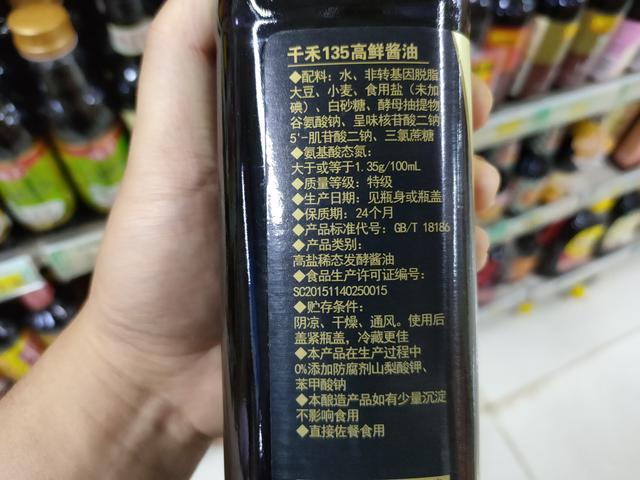 千禾135高鲜酱油
◆配料：水、非转基因脱脂
大豆、小麦、食用盐（未加
碘）、白砂糖、酵母抽提物
谷氨酸钠、呈味核苷酸二钠
5'-肌苷酸二钠、三氯蔗糖
◆氨基酸态氮：
大于或等于1.35g/100mL
◆质量等级：特级
◆生产日期：见瓶身或瓶盖
◆保质期：24个月
◆产品标准代号：GB/T 18186
◆产品类别：
高盐稀态发酵酱油
◆食品生产许可证编号：
SC20151140250015
◆贮存条件：
阴凉、干燥、通风。使用后
盖紧瓶盖，冷藏更佳
◆本产品在生产过程中
0%添加防腐剂山梨酸钾、
苯甲酸钠
◆本酿造产品如有少量沉淀
不影响食用
◆直接佐餐食用